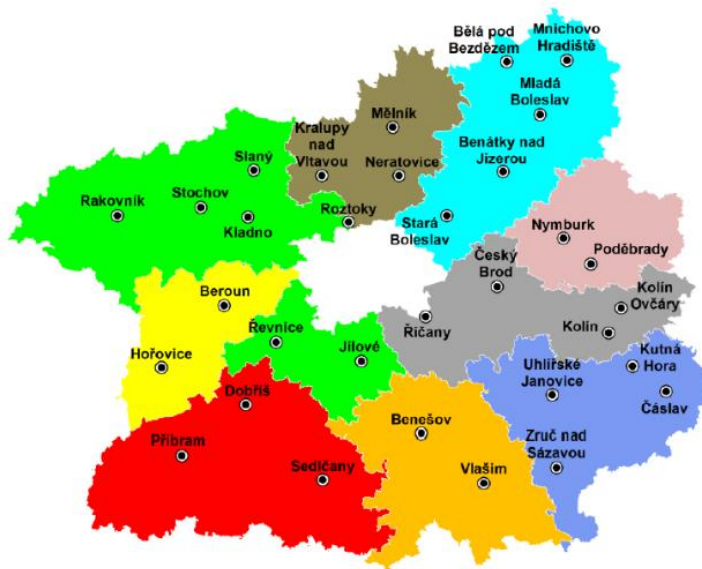 Bělá pod
Bezdězem
Mnichovo
Hradiště
Mladá
Boleslav
Mělník
Kralupy
nad
Vltavou
Neratovice
Benátky nad
Jizerou
Slaný
Stochov
Rakovník
Kladno
Roztoky
Stará
Boleslav
Nymburk
Poděbrady
Český
Brod
Kolín
Ovčáry
Beroun
Říčany
Kolín
Řevnice
Jílové
Hořovice
Uhlířské
Janovice
Kutná
Hora
Čáslav
Dobříš
Benešov
Příbram
Sedlčany
Vlašim
Zruč nad
Sázavou